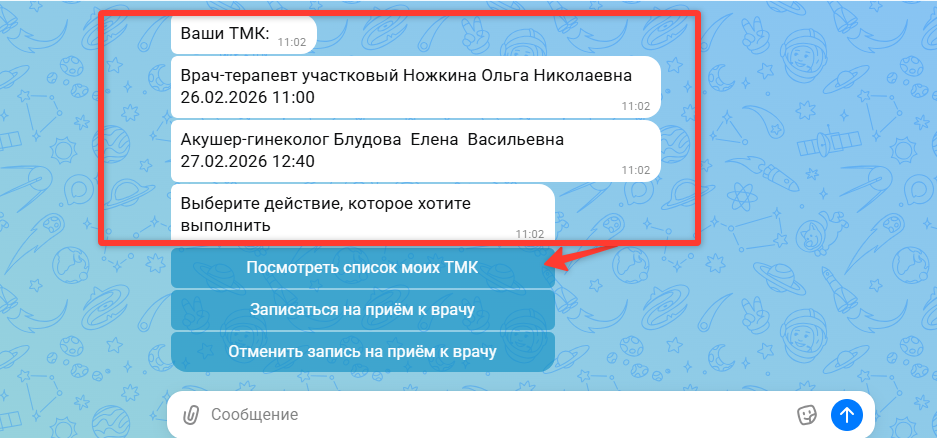 Ваши ТМК:
11:02
Врач-терапевт участковый Ножкина Ольга Николаевна
26.02.2026 11:00
11:02
Акушер-гинеколог Блудова  Елена  Васильевна
27.02.2026 12:40
11:02
Выберите действие, которое хотите
выполнить
11:02
Посмотреть список моих ТМК
Записаться на приём к врачу
Отменить запись на приём к врачу
Сообщение